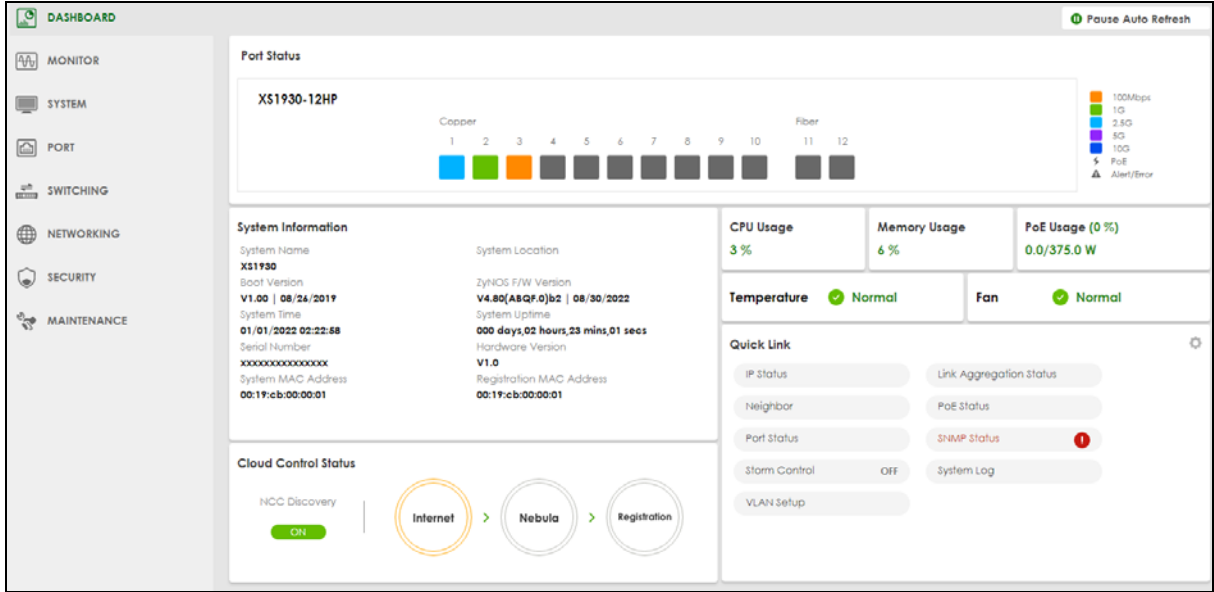 DASHBOARD
Pause Auto Refresh
MONITOR
SYSTEM
PORT
SWITCHING
NETWORKING
SECURITY
MAINTENANCE
Port Status
XS1930-12HP
Copper Fiber
1 2 3 4 5 6 7 8 9 10 11 12
100Mbps
1G
2.5G
5G
10G
PoE
Alert/Error
System Information
System Name System Location
XS1930
Boot Version ZyNOS F/W Version
V1.00 | 08/26/2019 V4.80(ABQF.0)b2 | 08/30/2022
System Time System Uptime
01/01/2022 02:22:58 000 days,02 hours,23 mins,01 secs
Serial Number Hardware Version
xxxxxxxxxxxxxxx V1.0
System MAC Address Registration MAC Address
00:19:cb:00:00:01 00:19:cb:00:00:01
CPU Usage Memory Usage PoE Usage (0 %)
3 % 6 % 0.0/375.0 W
Temperature Normal Fan Normal
Quick Link
IP Status Link Aggregation Status
Neighbor PoE Status
Port Status SNMP Status
Storm Control OFF System Log
VLAN Setup
Cloud Control Status
NCC Discovery
ON
Internet > Nebula > Registration